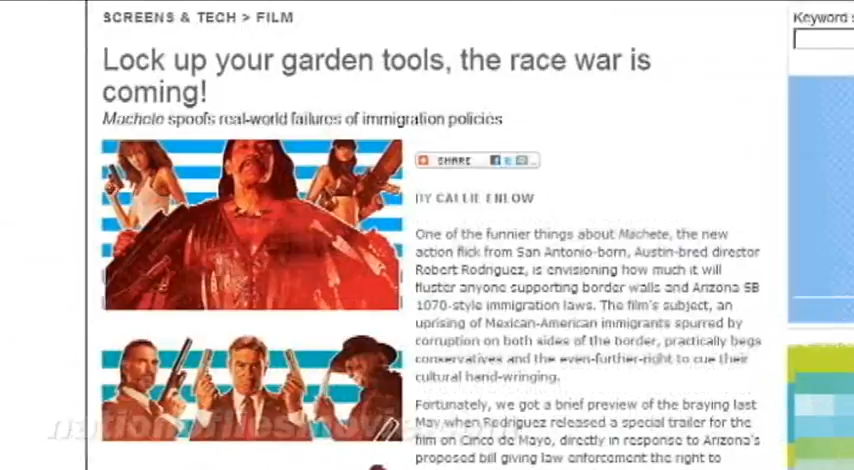 SCREENS & TECH > FILM
Keyword
Lock up your garden tools, the race war is
coming!
Machete spoofs real-world failures of immigration policies
SHARE
BY CALLIE ENLOW
One of the funnier things about Machete, the new
action flick from San Antonio-born, Austin-bred director
Robert Rodriguez, is envisioning how much it will
fluster anyone supporting border walls and Arizona SB
1070-style immigration laws. The film's subject, an
uprising of Mexican-American immigrants spurred by
corruption on both sides of the border, practically begs
conservatives and the even-further-right to cue their
cultural hand-wringing.
Fortunately, we got a brief preview of the braying last
May when Rodriguez released a special trailer for the
film on Cinco de Mayo, directly in response to Arizona's
proposed bill giving law enforcement the right to